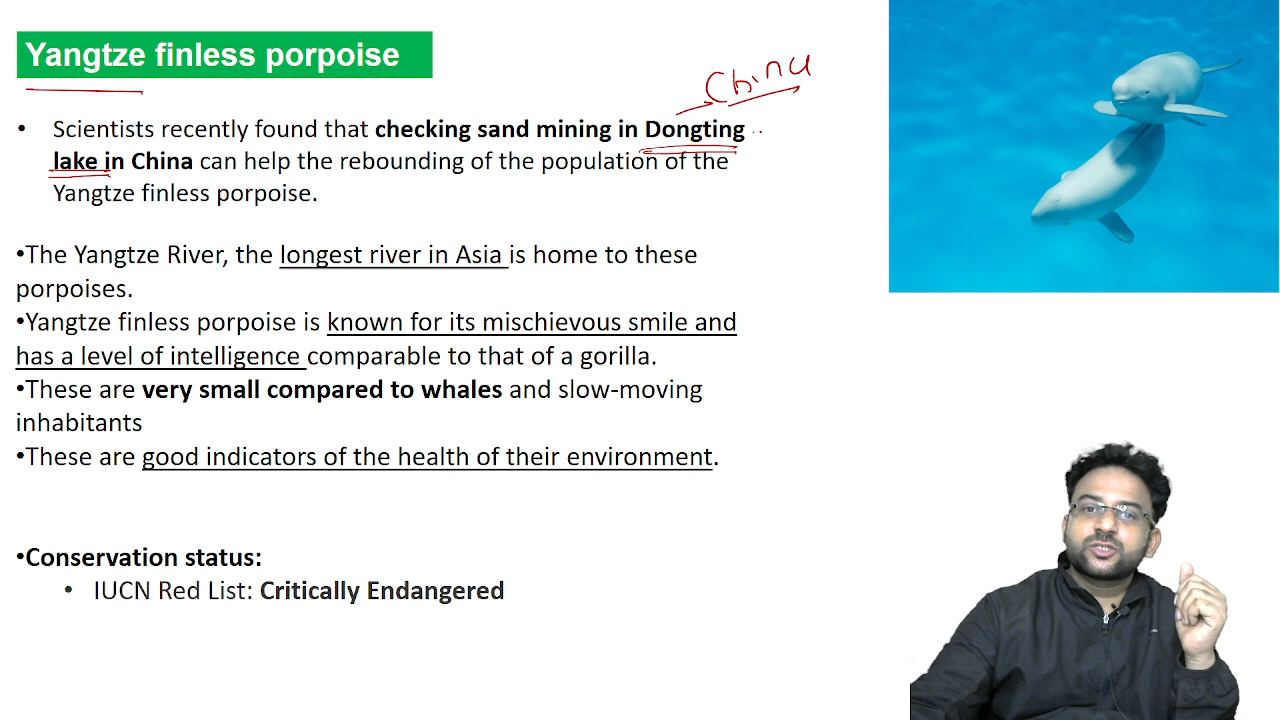 Yangtze finless porpoise
China
• Scientists recently found that checking sand mining in Dongting
lake in China can help the rebounding of the population of the
Yangtze finless porpoise.
•The Yangtze River, the longest river in Asia is home to these
porpoises.
•Yangtze finless porpoise is known for its mischievous smile and
has a level of intelligence comparable to that of a gorilla.
•These are very small compared to whales and slow-moving
inhabitants
•These are good indicators of the health of their environment.
•Conservation status:
• IUCN Red List: Critically Endangered